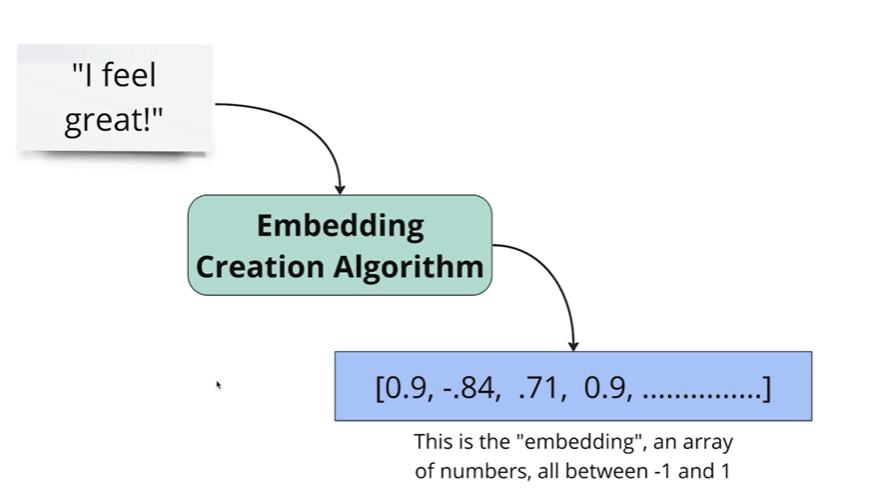 "I feel
great!"
Embedding
Creation Algorithm
[0.9, -.84, .71, 0.9, ...............]
This is the "embedding", an array
of numbers, all between -1 and 1